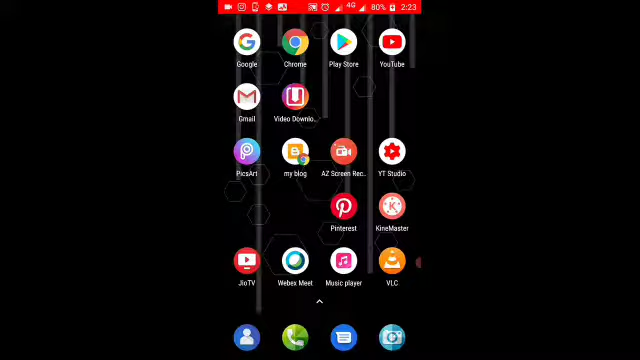 4G 80% 2:23
Google Chrome Play Store YouTube
Gmail Video Downlo..
PicsArt my blog AZ Screen Rec.. YT Studio
Pinterest KineMaster
JioTV Webex Meet Music player VLC